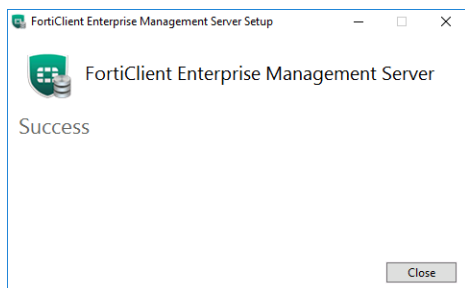 FortiClient Enterprise Management Server Setup
FortiClient Enterprise Management Server
Success
Close